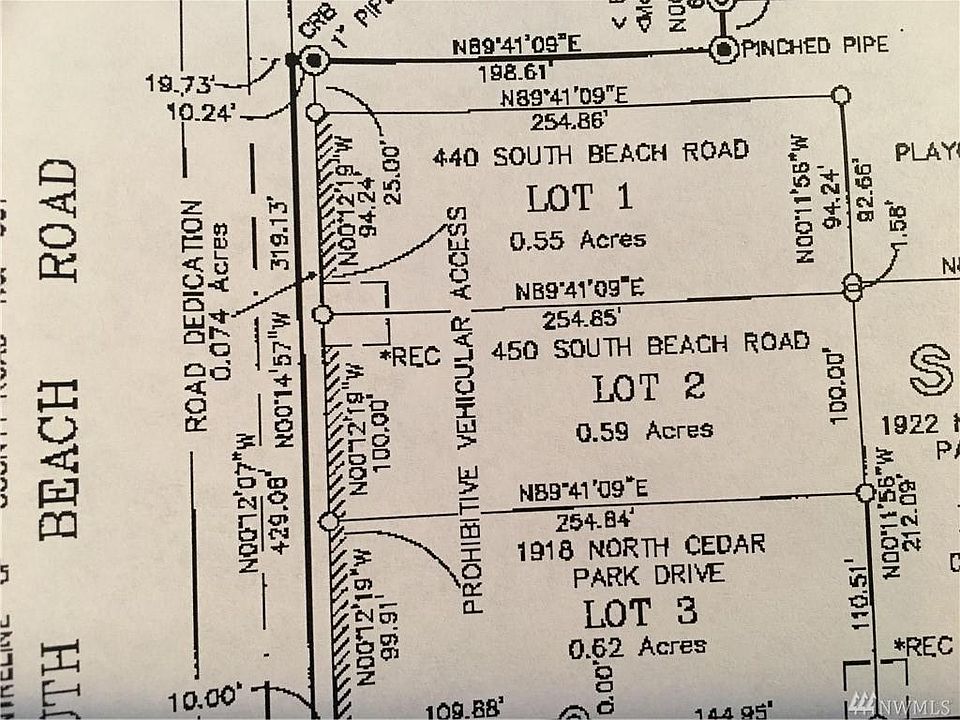 CRB
1" PIPE
N89°41'09"E
198.61'
PINCHED PIPE
19.73'
10.24'
N89°41'09"E
254.86'
440 SOUTH BEACH ROAD
LOT 1
0.55 Acres
N00°12'19"W
94.24'
25.00'
N00°11'56"W
94.24'
92.66'
1.58'
BEACH ROAD
ROAD DEDICATION
0.074 Acres
319.13'
N00°14'57"W
N00°12'07"W
429.08'
PROHIBITIVE VEHICULAR ACCESS
N89°41'09"E
254.85'
*REC
450 SOUTH BEACH ROAD
LOT 2
0.59 Acres
N00°12'19"W
100.00'
100.00'
S
1922
N89°41'09"E
254.84'
1918 NORTH CEDAR
PARK DRIVE
LOT 3
0.62 Acres
N00°12'19"W
99.91'
110.51'
N00°11'56"W
212.09'
*REC
10.00'
109.88'
144.95'
NWMLS